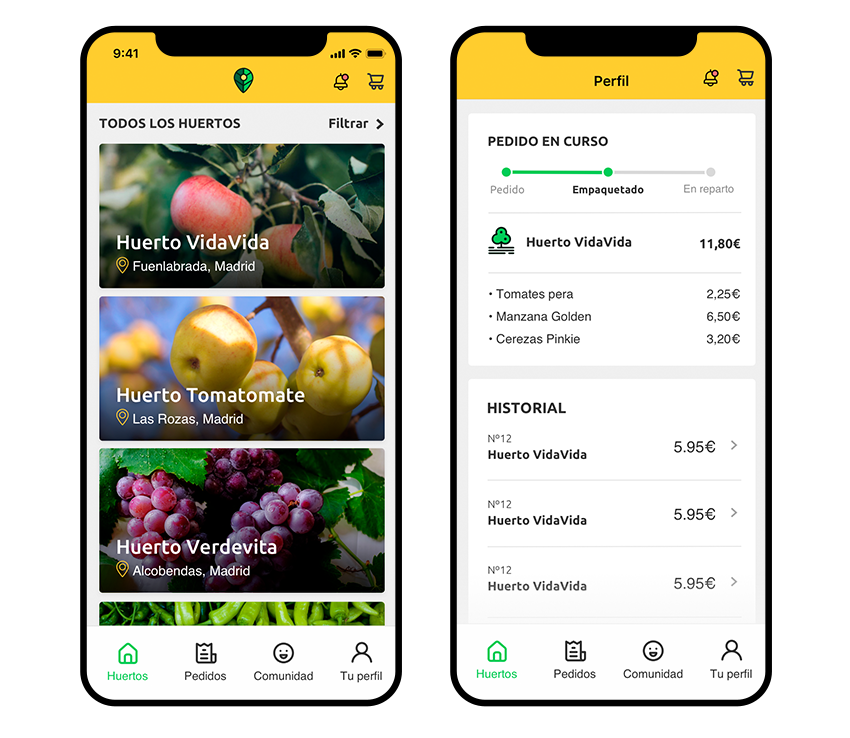 9:41
TODOS LOS HUERTOS
Filtrar
Huerto VidaVida
Fuenlabrada, Madrid
Huerto Tomatomate
Las Rozas, Madrid
Huerto Verdevita
Alcobendas, Madrid
Huertos
Pedidos
Comunidad
Tu perfil
Perfil
PEDIDO EN CURSO
Pedido
Empaquetado
En reparto
Huerto VidaVida
11,80€
• Tomates pera
2,25€
• Manzana Golden
6,50€
• Cerezas Pinkie
3,20€
HISTORIAL
Nº12
Huerto VidaVida
5.95€
Nº12
Huerto VidaVida
5.95€
Nº12
Huerto VidaVida
5.95€
Huertos
Pedidos
Comunidad
Tu perfil